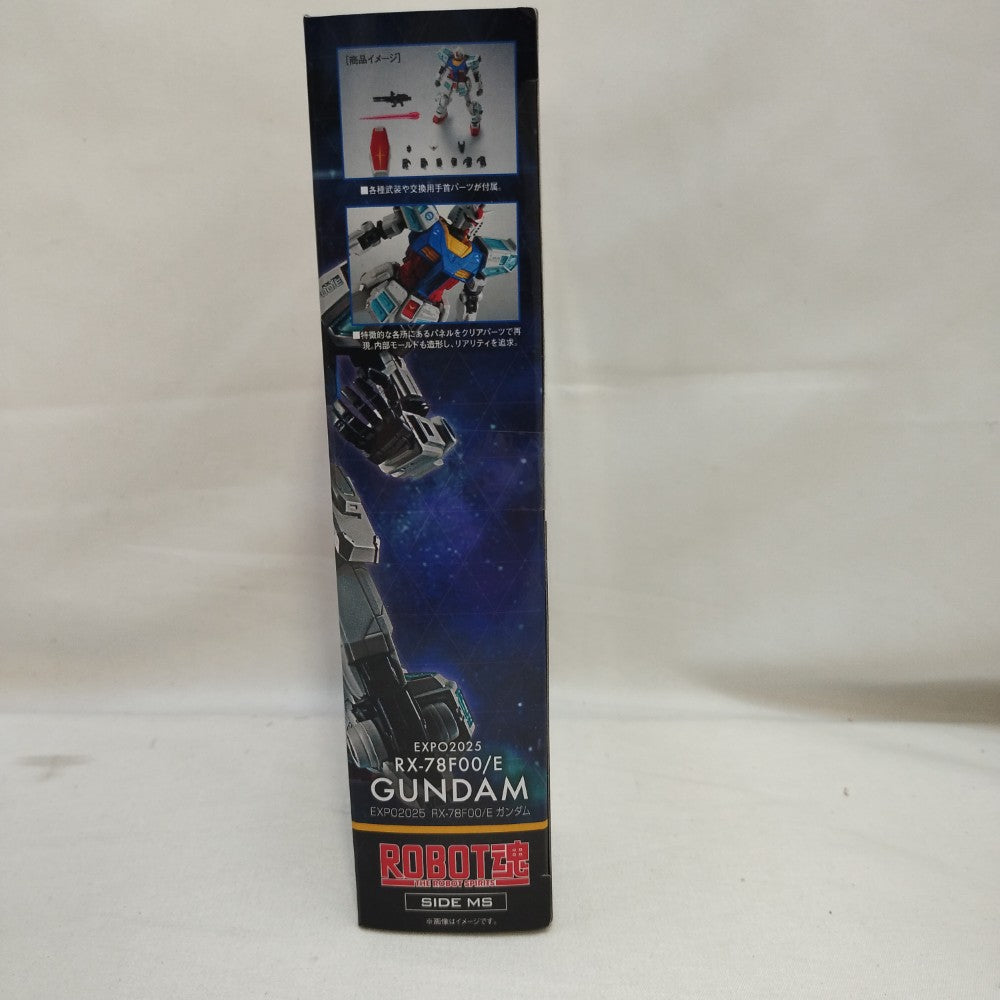 [商品イメージ]
■各種武装や交換用手首パーツが付属。
■特徴的な各所にあるパネルをクリアパーツで再
現。内部モールドも造形し、リアリティを追求。
EXPO2025
RX-78F00/E
GUNDAM
EXPO2025 RX-78F00/E ガンダム
ROBOT魂
THE ROBOT SPIRITS
SIDE MS
※画像はイメージです。